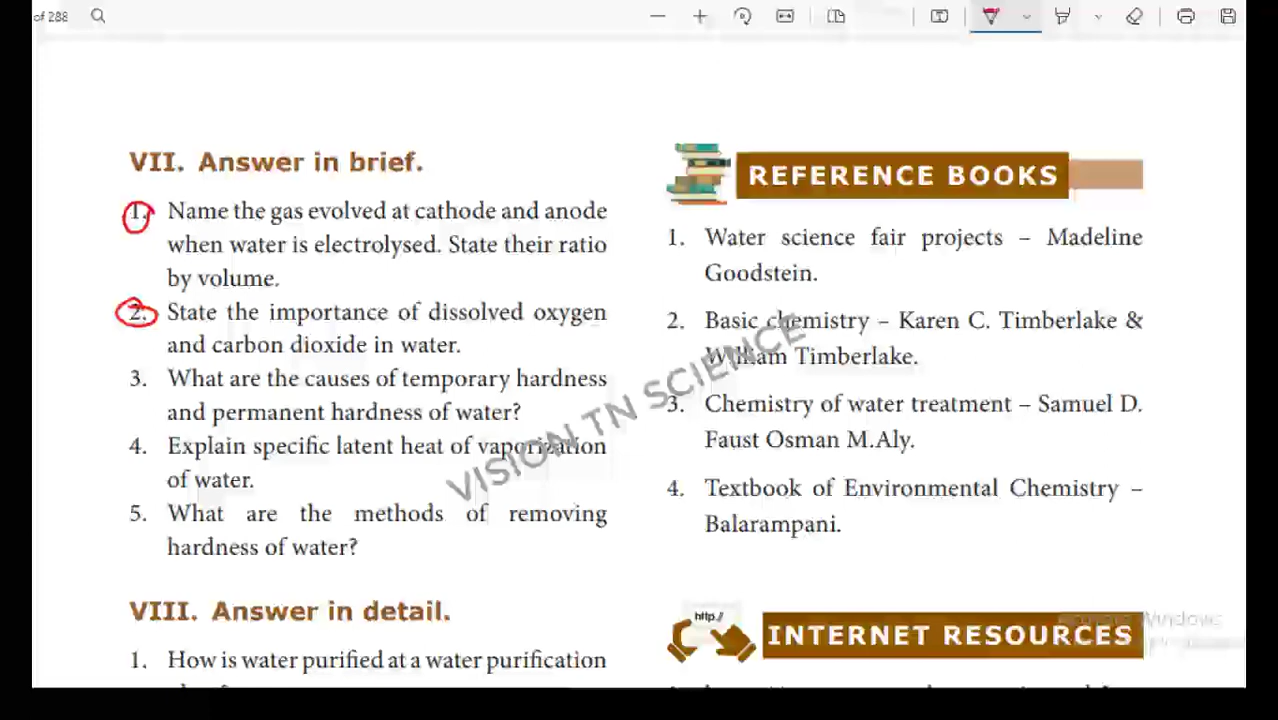 of 288
VII. Answer in brief.
1. Name the gas evolved at cathode and anode
when water is electrolysed. State their ratio
by volume.
2. State the importance of dissolved oxygen
and carbon dioxide in water.
3. What are the causes of temporary hardness
and permanent hardness of water?
4. Explain specific latent heat of vaporization
of water.
5. What are the methods of removing
hardness of water?
VIII. Answer in detail.
1. How is water purified at a water purification
REFERENCE BOOKS
1. Water science fair projects – Madeline
Goodstein.
2. Basic chemistry – Karen C. Timberlake &
William Timberlake.
3. Chemistry of water treatment – Samuel D.
Faust Osman M.Aly.
4. Textbook of Environmental Chemistry –
Balarampani.
http://
INTERNET RESOURCES
VISION TN SCIENCE
Windows